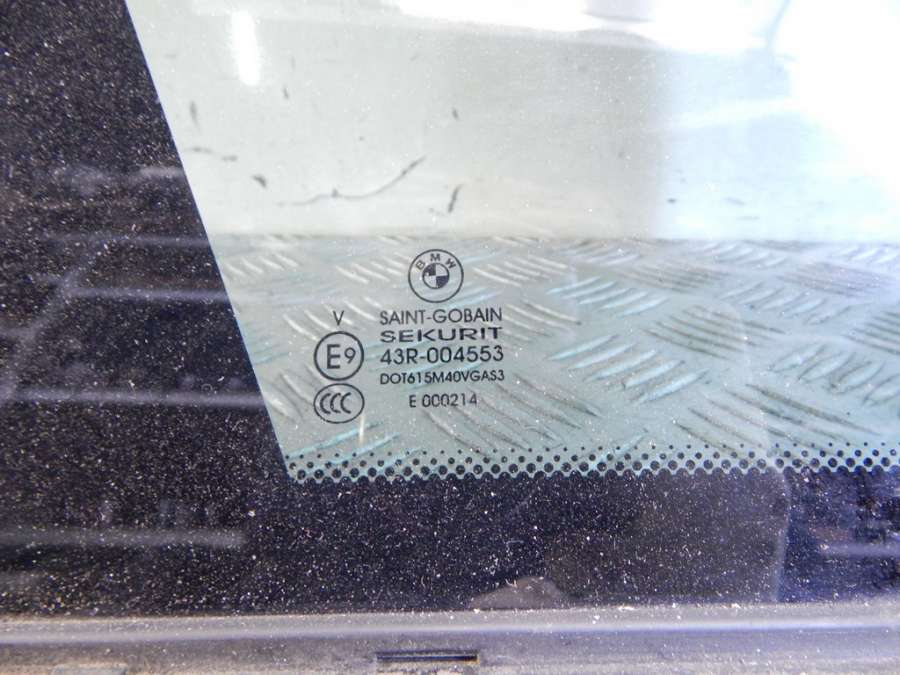 BMW
V
SAINT-GOBAIN
SEKURIT
E9
43R-004553
DOT615M40VGAS3
CCC
E 000214